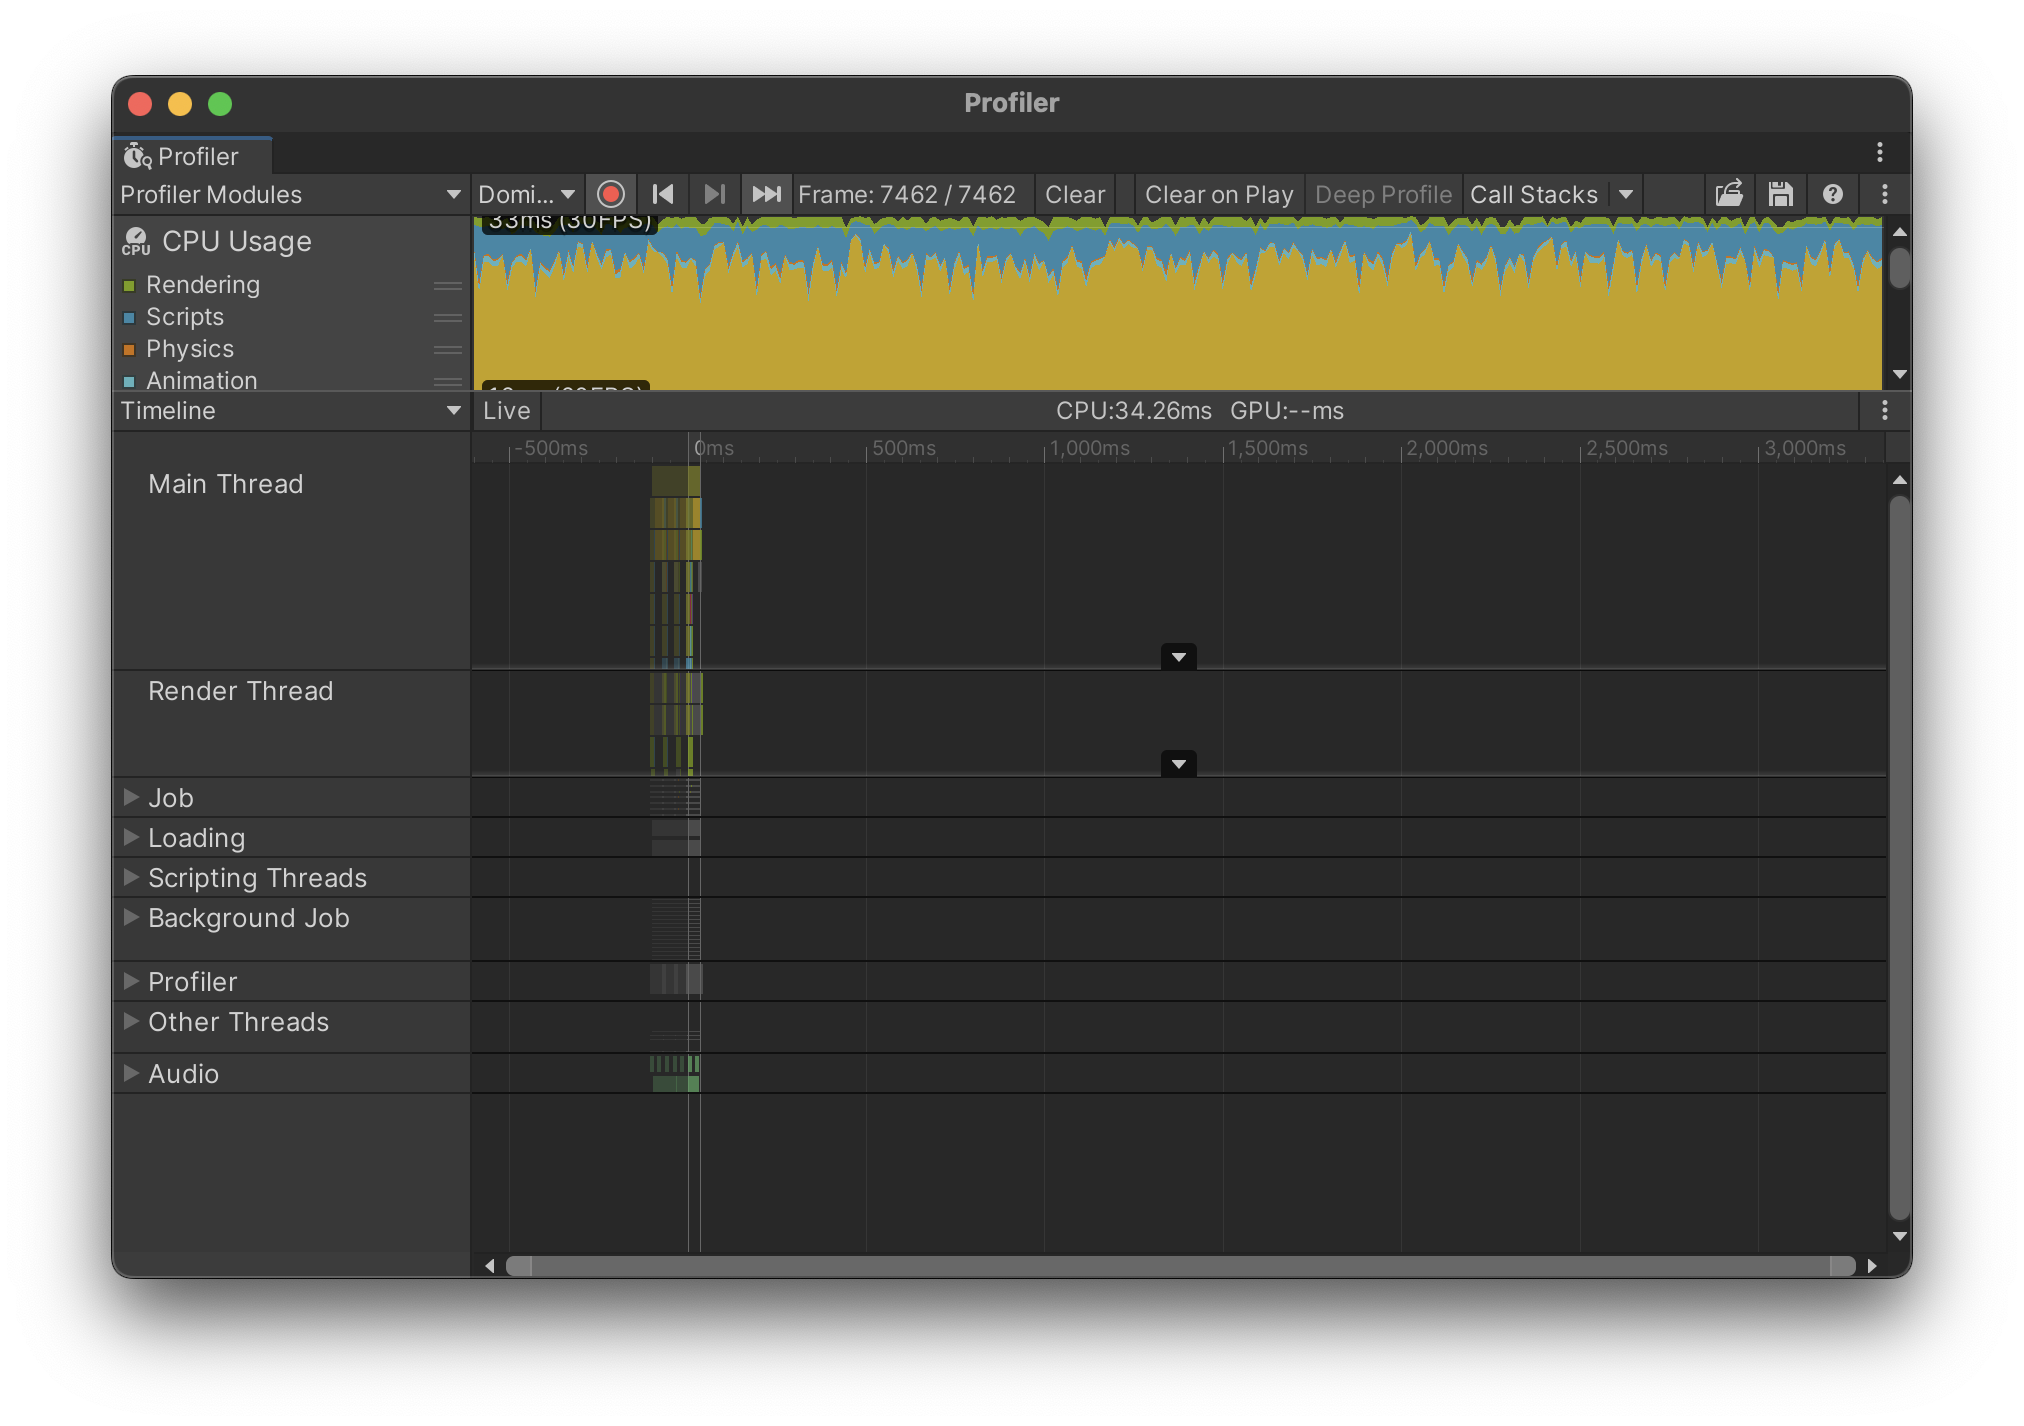 Profiler
Profiler
Profiler Modules
Domi...
Frame: 7462 / 7462
Clear
Clear on Play
Deep Profile
Call Stacks
CPU
CPU Usage
33ms (30FPS)
Rendering
Scripts
Physics
Animation
Timeline
Live
CPU:34.26ms GPU:--ms
-500ms 0ms 500ms 1,000ms 1,500ms 2,000ms 2,500ms 3,000ms
Main Thread
Render Thread
Job
Loading
Scripting Threads
Background Job
Profiler
Other Threads
Audio